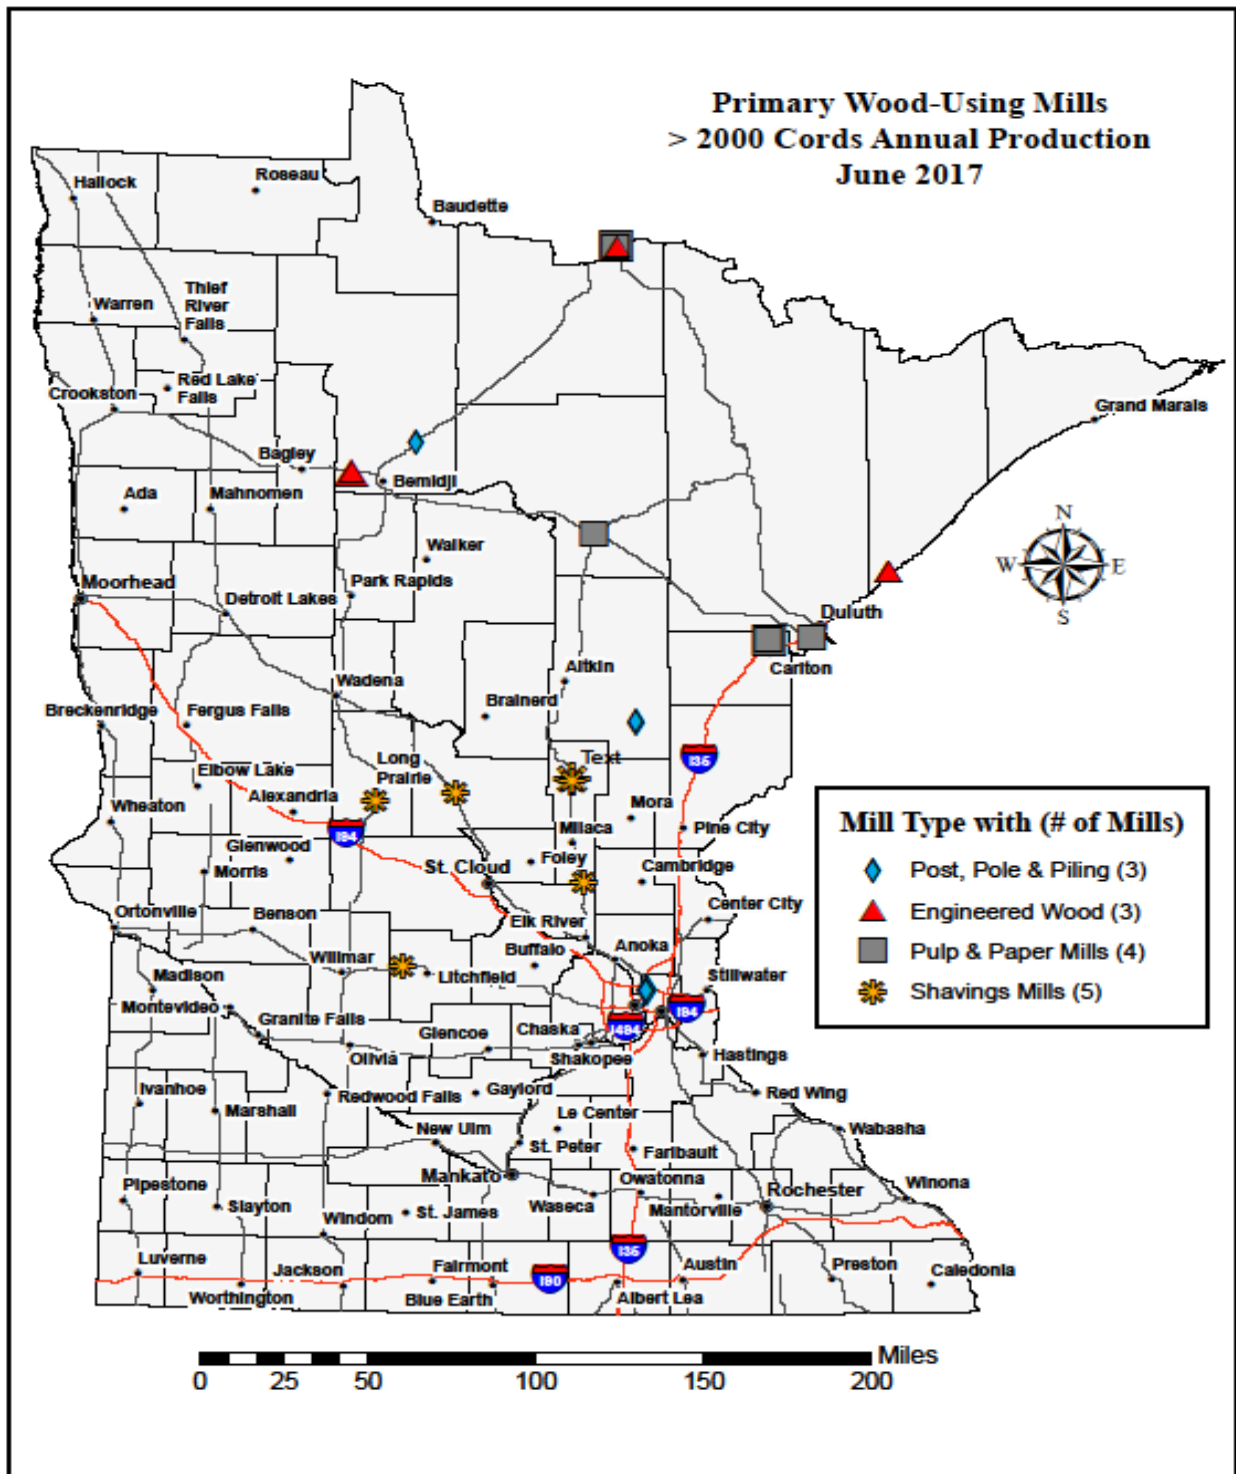 Primary Wood-Using Mills
> 2000 Cords Annual Production
June 2017
Hallock
Roseau
Baudette
Warren
Thief
River
Falls
Red Lake
Falls
Crookston
Grand Marais
Bagley
Bemidji
Ada
Mahnomen
N
W
E
S
Walker
Park Rapids
Moorhead
Detroit Lakes
Duluth
Carlton
Aitkin
Wadena
Brainerd
Breckenridge
Fergus Falls
Text
Long
Prairie
I35
Elbow Lake
Alexandria
Wheaton
Mora
I94
Milaca
Pine City
Glenwood
Morris
St. Cloud
Foley
Cambridge
Ortonville
Benson
Elk River
Center City
Buffalo
Anoka
Willmar
Litchfield
Madison
Stillwater
Montevideo
I94
Granite Falls
Glencoe
Chaska
I494
Olivia
Shakopee
Hastings
Ivanhoe
Redwood Falls
Gaylord
Red Wing
Marshall
Le Center
New Ulm
St. Peter
Faribault
Wabasha
Mankato
Owatonna
Pipestone
Waseca
Mantorville
Rochester
Winona
Slayton
Windom
St. James
I35
Luverne
Jackson
Fairmont
I90
Austin
Preston
Caledonia
Worthington
Blue Earth
Albert Lea
Mill Type with (# of Mills)
Post, Pole & Piling (3)
Engineered Wood (3)
Pulp & Paper Mills (4)
Shavings Mills (5)
Miles
0 25 50 100 150 200